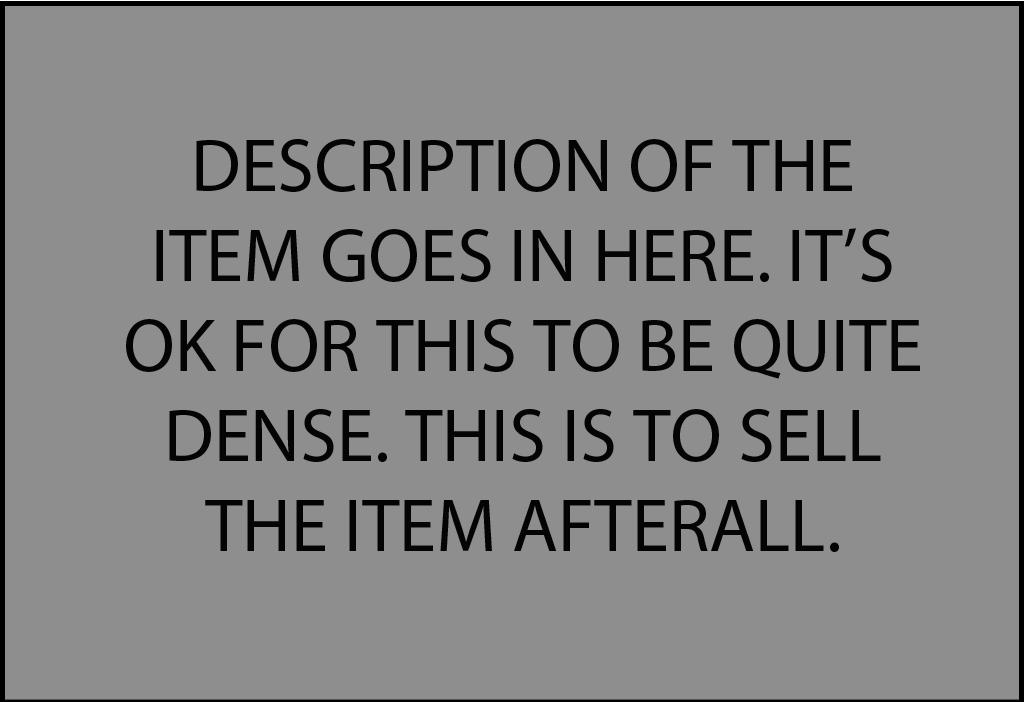 DESCRIPTION OF THE
ITEM GOES IN HERE. IT’S
OK FOR THIS TO BE QUITE
DENSE. THIS IS TO SELL
THE ITEM AFTERALL.